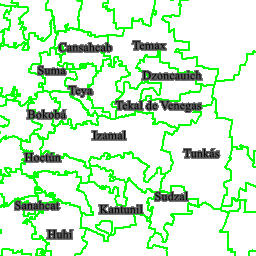 Temax
Cansahcab
Suma
Dzoncauich
Teya
Tekal de Venegas
Bokobá
Izamal
Hoctún
Tunkás
Sudzal
Sanahcat
Kantunil
Huhí